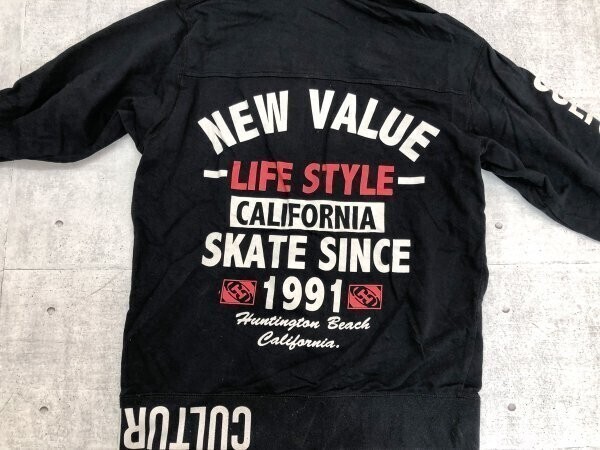 NEW VALUE
LIFE STYLE
CALIFORNIA
SKATE SINCE
1991
Huntington Beach
California.
CULTUR